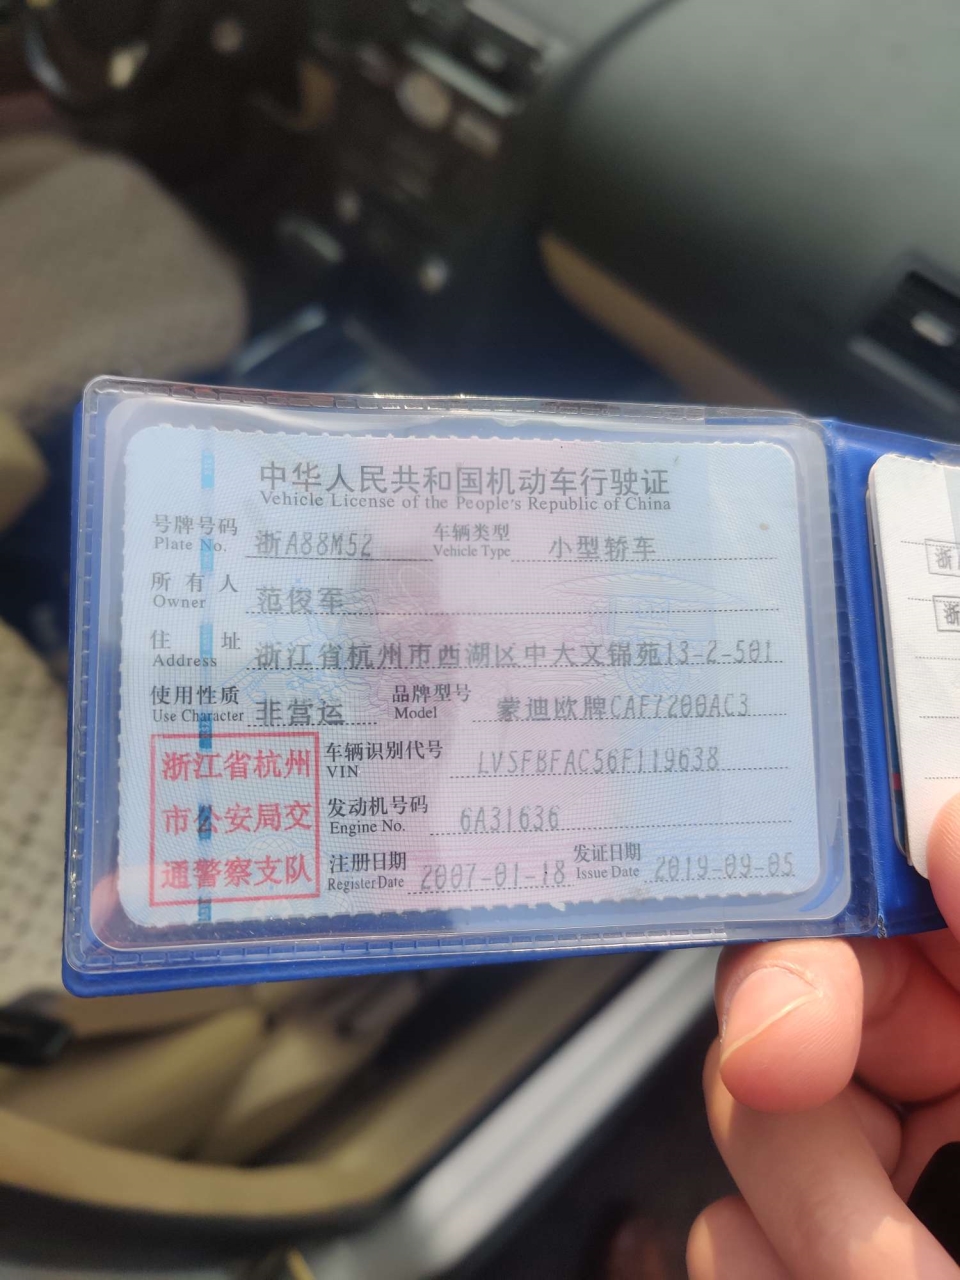 中华人民共和国机动车行驶证
Vehicle License of the People's Republic of China
号牌号码 浙A88M52 车辆类型 小型轿车
Plate No. Vehicle Type
所有人 范俊军
Owner
住址 浙江省杭州市西湖区中大文锦苑13-2-501
Address
使用性质 非营运 品牌型号 蒙迪欧牌CAF7200AC3
Use Character Model
浙江省杭州
市公安局交
通警察支队
车辆识别代号 LVSFBFAC56F119638
VIN
发动机号码 6A31636
Engine No.
注册日期 2007-01-18 发证日期 2019-09-05
Register Date Issue Date
浙
浙